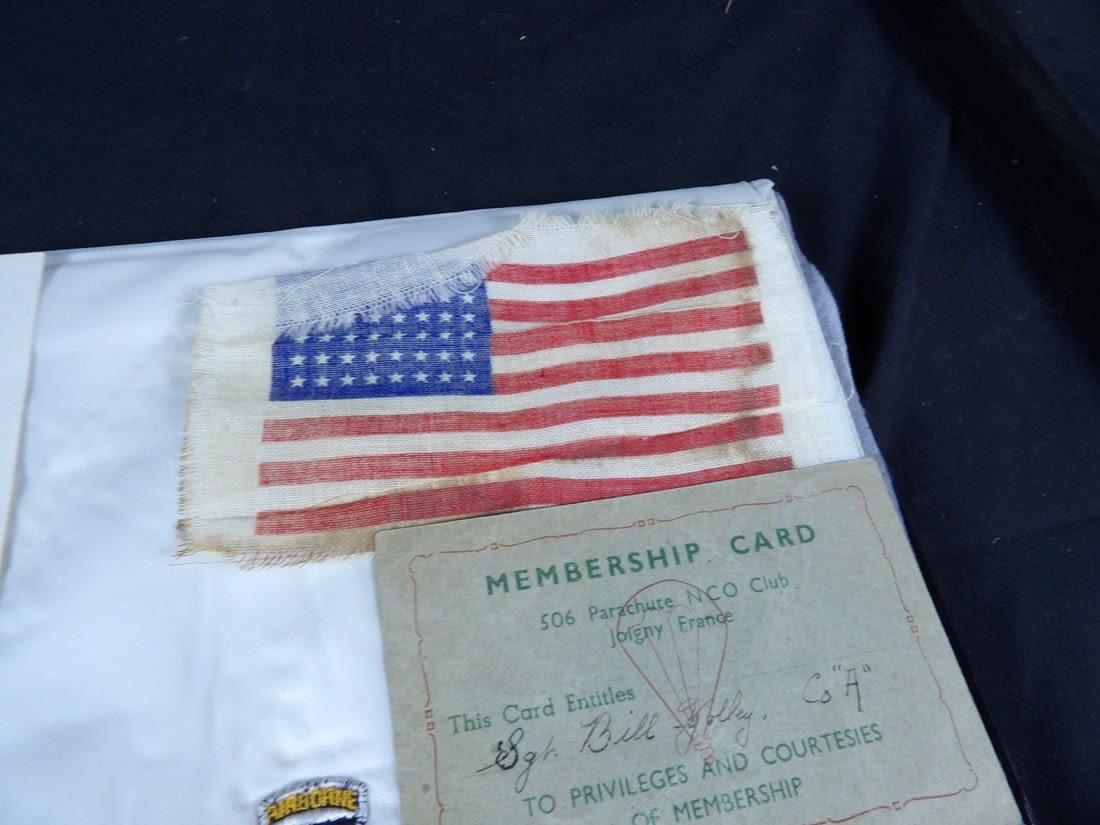 MEMBERSHIP CARD
506 Parachute NCO Club
Joigny France
This Card Entitles
Sgt. Bill Co "A"
TO PRIVILEGES AND COURTESIES
OF MEMBERSHIP
AIRBORNE